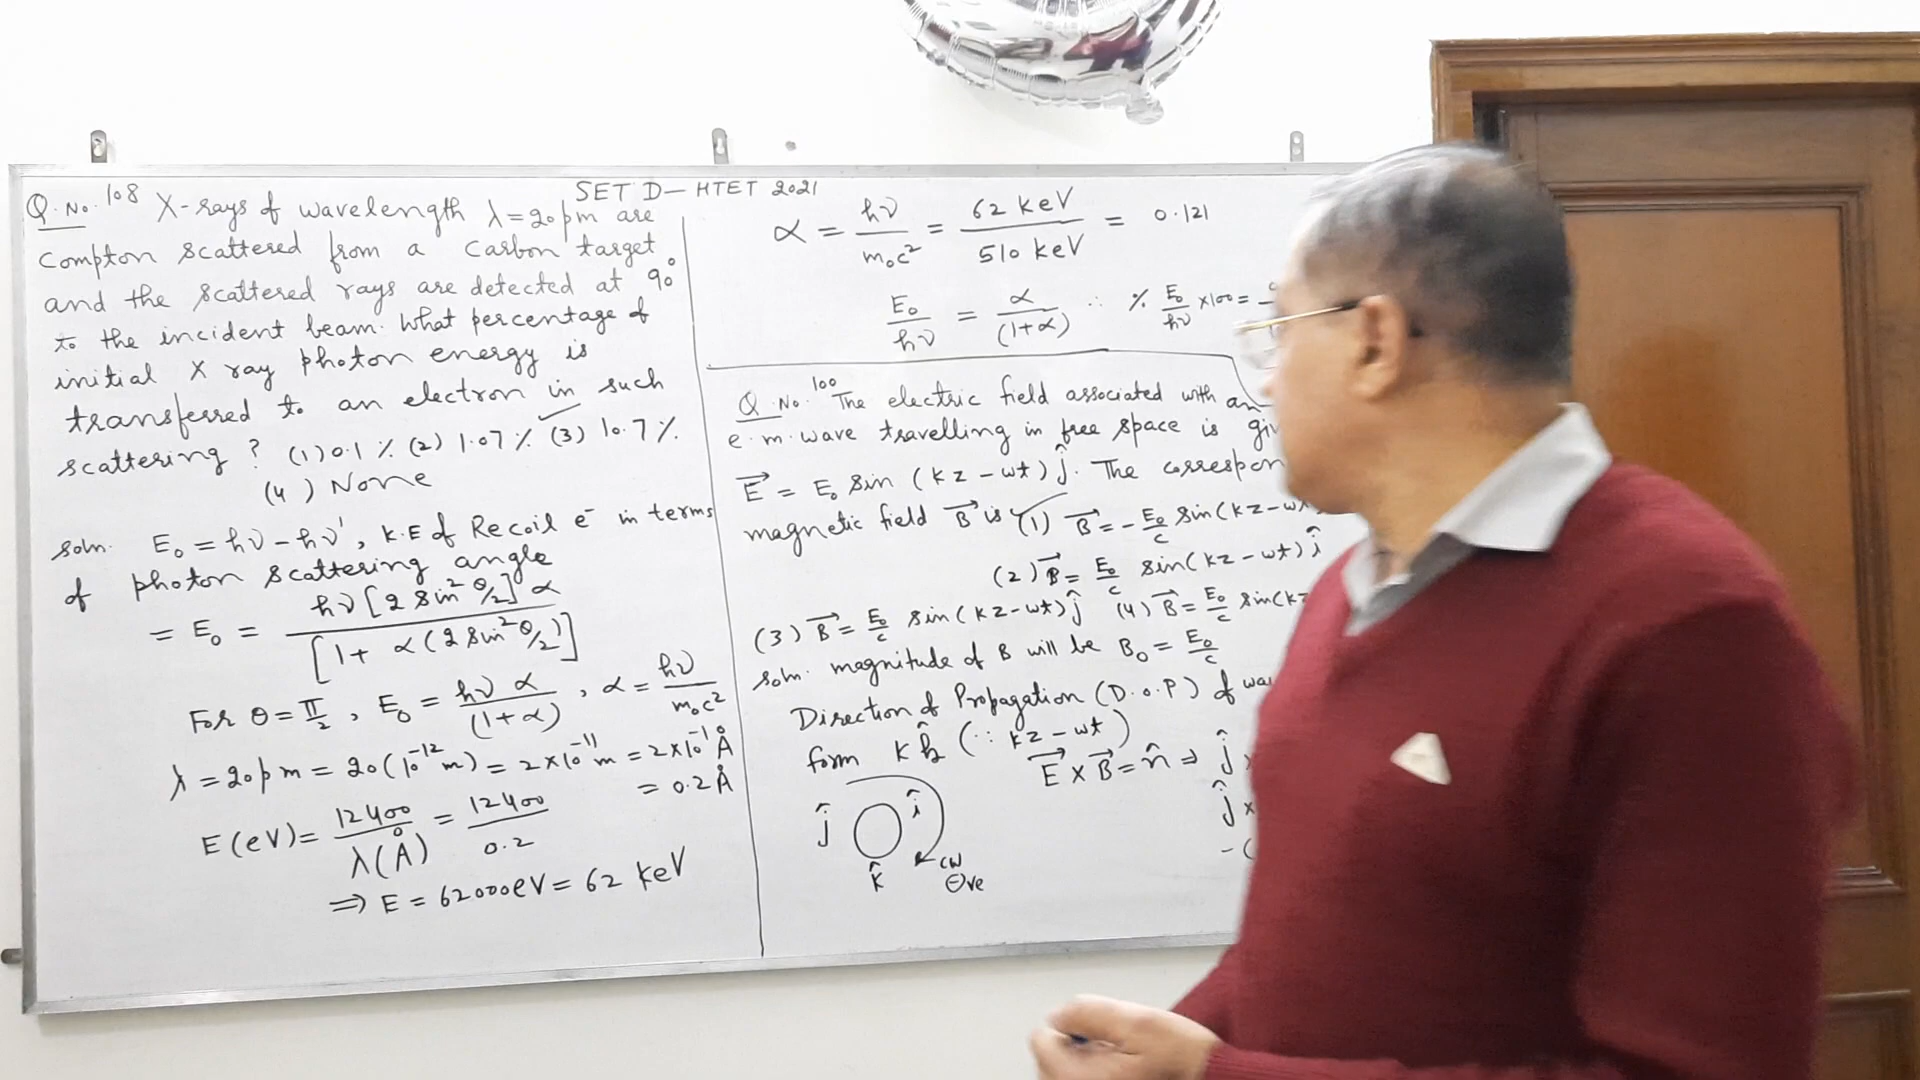 SET D - HTET 2021
Q. No. 108 X-rays of wavelength λ = 20 pm are
Compton scattered from a Carbon target
and the scattered rays are detected at 90°
to the incident beam. What percentage of
initial X ray photon energy is
transferred to an electron in such
scattering? (1) 0.1 % (2) 1.07 % (3) 10.7 %.
(4) None
soln. E₀ = hν - hν', K.E of Recoil e⁻ in terms
of photon scattering angle
= E₀ = hν [2 sin² θ/2] α / [1 + α (2 sin² θ/2)]
For θ = π/2, E₀ = hν α / (1+α), α = hν / m₀c²
λ = 20 pm = 20 (10⁻¹² m) = 2×10⁻¹¹ m = 2×10⁻¹ Å
= 0.2 Å
E (eV) = 12400 / λ(Å) = 12400 / 0.2
⇒ E = 62000 eV = 62 keV
α = hν / m₀c² = 62 keV / 510 keV = 0.121
E₀ / hν = α / (1+α) ∴ % E₀/hν ×100 =
Q. No. 100 The electric field associated with an
e.m. wave travelling in free space is
E⃗ = E₀ sin (kz - ωt) ĵ. The
magnetic field B⃗ is (1) B⃗ = - E₀/c sin(kz - ωt)
(2) B⃗ = E₀/c sin(kz - ωt) î
(3) B⃗ = E₀/c sin(kz - ωt) ĵ (4) B⃗ = E₀/c sin(kz
soln. magnitude of B will be B₀ = E₀/c
Direction of Propagation (D.o.P) of
form K k̂ (∵ kz - ωt)
E⃗ × B⃗ = n̂ ⇒ ĵ ×
ĵ ×
ĵ î
k̂
CW
⊖ve
- (